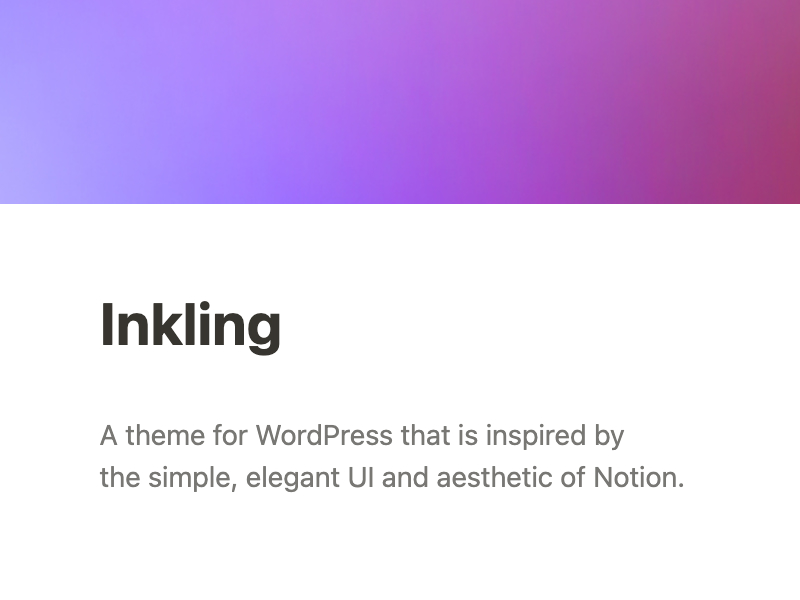 Inkling
A theme for WordPress that is inspired by
the simple, elegant UI and aesthetic of Notion.